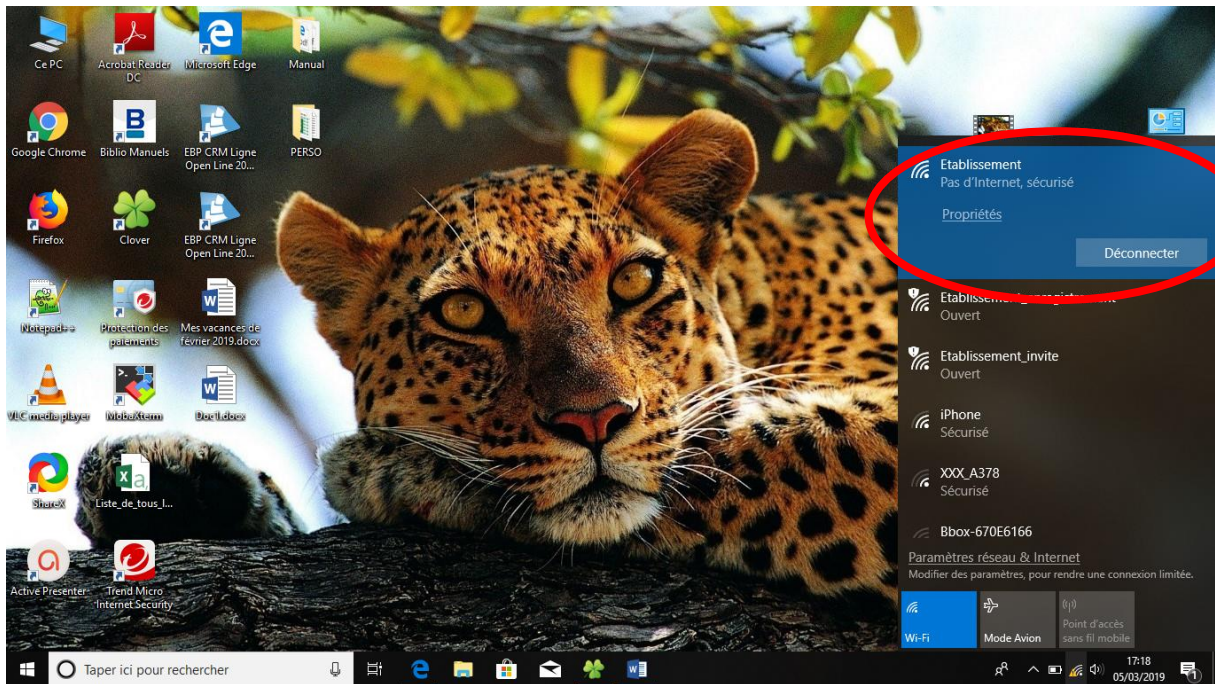 Ce PC
Acrobat Reader
DC
Microsoft Edge
Manual
Google Chrome
Biblio Manuels
EBP CRM Ligne
Open Line 20...
PERSO
Firefox
Clover
EBP CRM Ligne
Open Line 20...
Notepad++
Protection des
paiements
Mes vacances de
février 2019.docx
VLC media player
MobaXterm
Doc1.docx
ShareX
Liste_de_tous_l...
Active Presenter
Trend Micro
Internet Security
Etablissement
Pas d'Internet, sécurisé
Propriétés
Déconnecter
Ouvert
Etablissement_invite
Ouvert
iPhone
Sécurisé
XXX_A378
Sécurisé
Bbox-670E6166
Paramètres réseau & Internet
Modifier des paramètres, pour rendre une connexion limitée.
Wi-Fi
Mode Avion
Point d'accès
sans fil mobile
Taper ici pour rechercher
17:18
05/03/2019
1